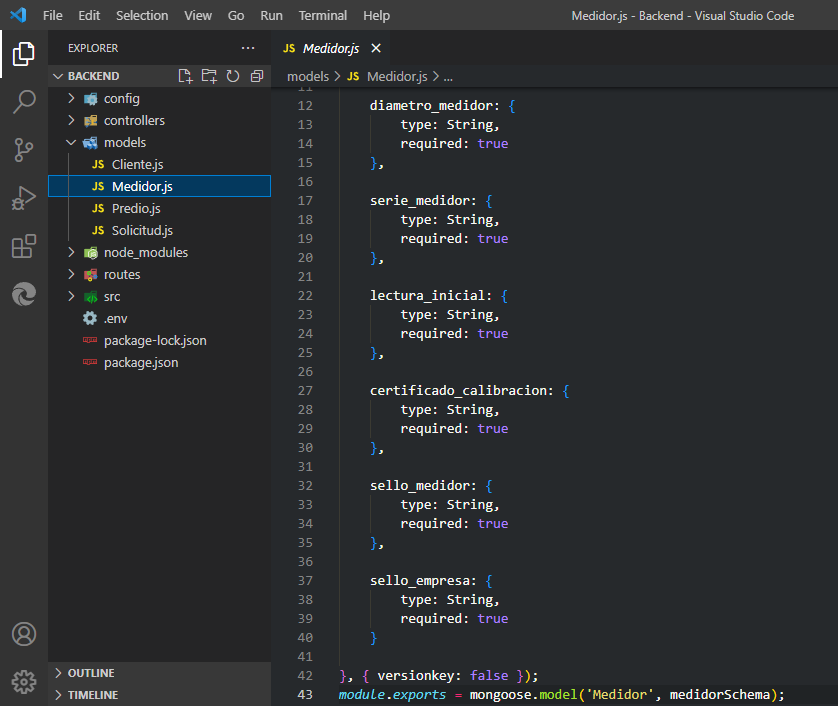 File Edit Selection View Go Run Terminal Help Medidor.js - Backend - Visual Studio Code
EXPLORER ...
BACKEND
config
controllers
models
JS Cliente.js
JS Medidor.js
JS Predio.js
JS Solicitud.js
node_modules
routes
src
.env
package-lock.json
package.json
OUTLINE
TIMELINE
JS Medidor.js
models > JS Medidor.js > ...
11
12 diametro_medidor: {
13 type: String,
14 required: true
15 },
16
17 serie_medidor: {
18 type: String,
19 required: true
20 },
21
22 lectura_inicial: {
23 type: String,
24 required: true
25 },
26
27 certificado_calibracion: {
28 type: String,
29 required: true
30 },
31
32 sello_medidor: {
33 type: String,
34 required: true
35 },
36
37 sello_empresa: {
38 type: String,
39 required: true
40 }
41
42 }, { versionkey: false });
43 module.exports = mongoose.model('Medidor', medidorSchema);